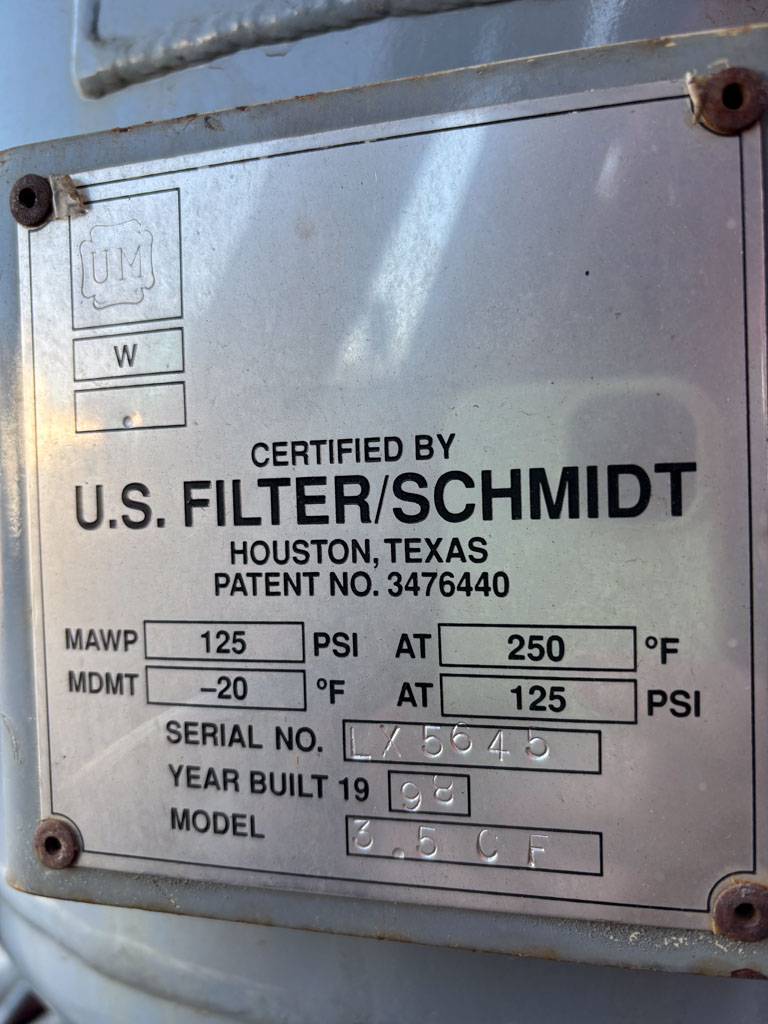 UM
W
CERTIFIED BY
U.S. FILTER/SCHMIDT
HOUSTON, TEXAS
PATENT NO. 3476440
MAWP 125 PSI AT 250 °F
MDMT –20 °F AT 125 PSI
SERIAL NO. LX5645
YEAR BUILT 19 98
MODEL 3.5 CF